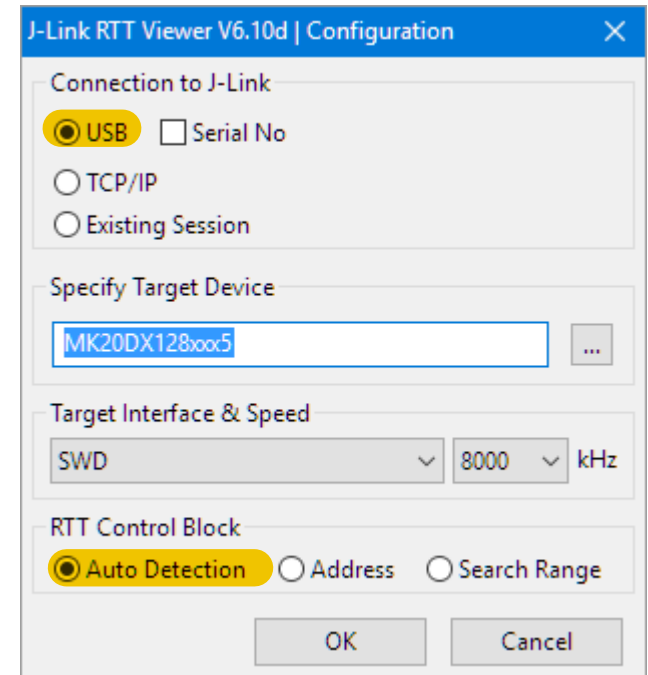 J-Link RTT Viewer V6.10d | Configuration
Connection to J-Link
USB Serial No
TCP/IP
Existing Session
Specify Target Device
MK20DX128xxx5 ...
Target Interface & Speed
SWD 8000 kHz
RTT Control Block
Auto Detection Address Search Range
OK Cancel